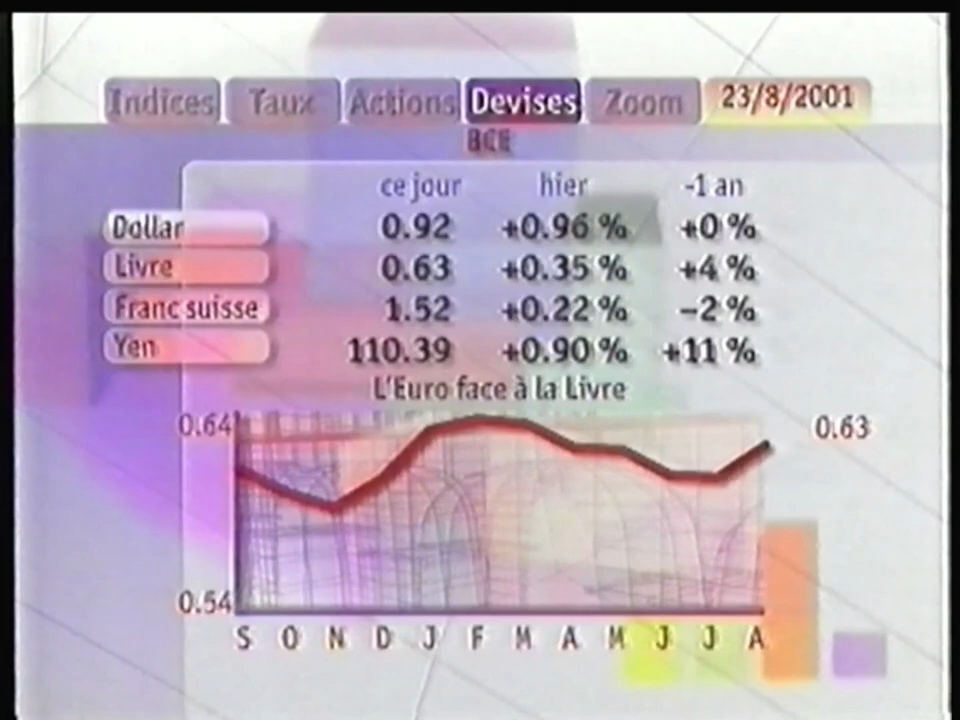 Indices Taux Actions Devises Zoom 23/8/2001
BCE
ce jour hier -1 an
Dollar 0.92 +0.96 % +0 %
Livre 0.63 +0.35 % +4 %
Franc suisse 1.52 +0.22 % -2 %
Yen 110.39 +0.90 % +11 %
L'Euro face à la Livre
0.64 0.63
0.54
S O N D J F M A M J J A